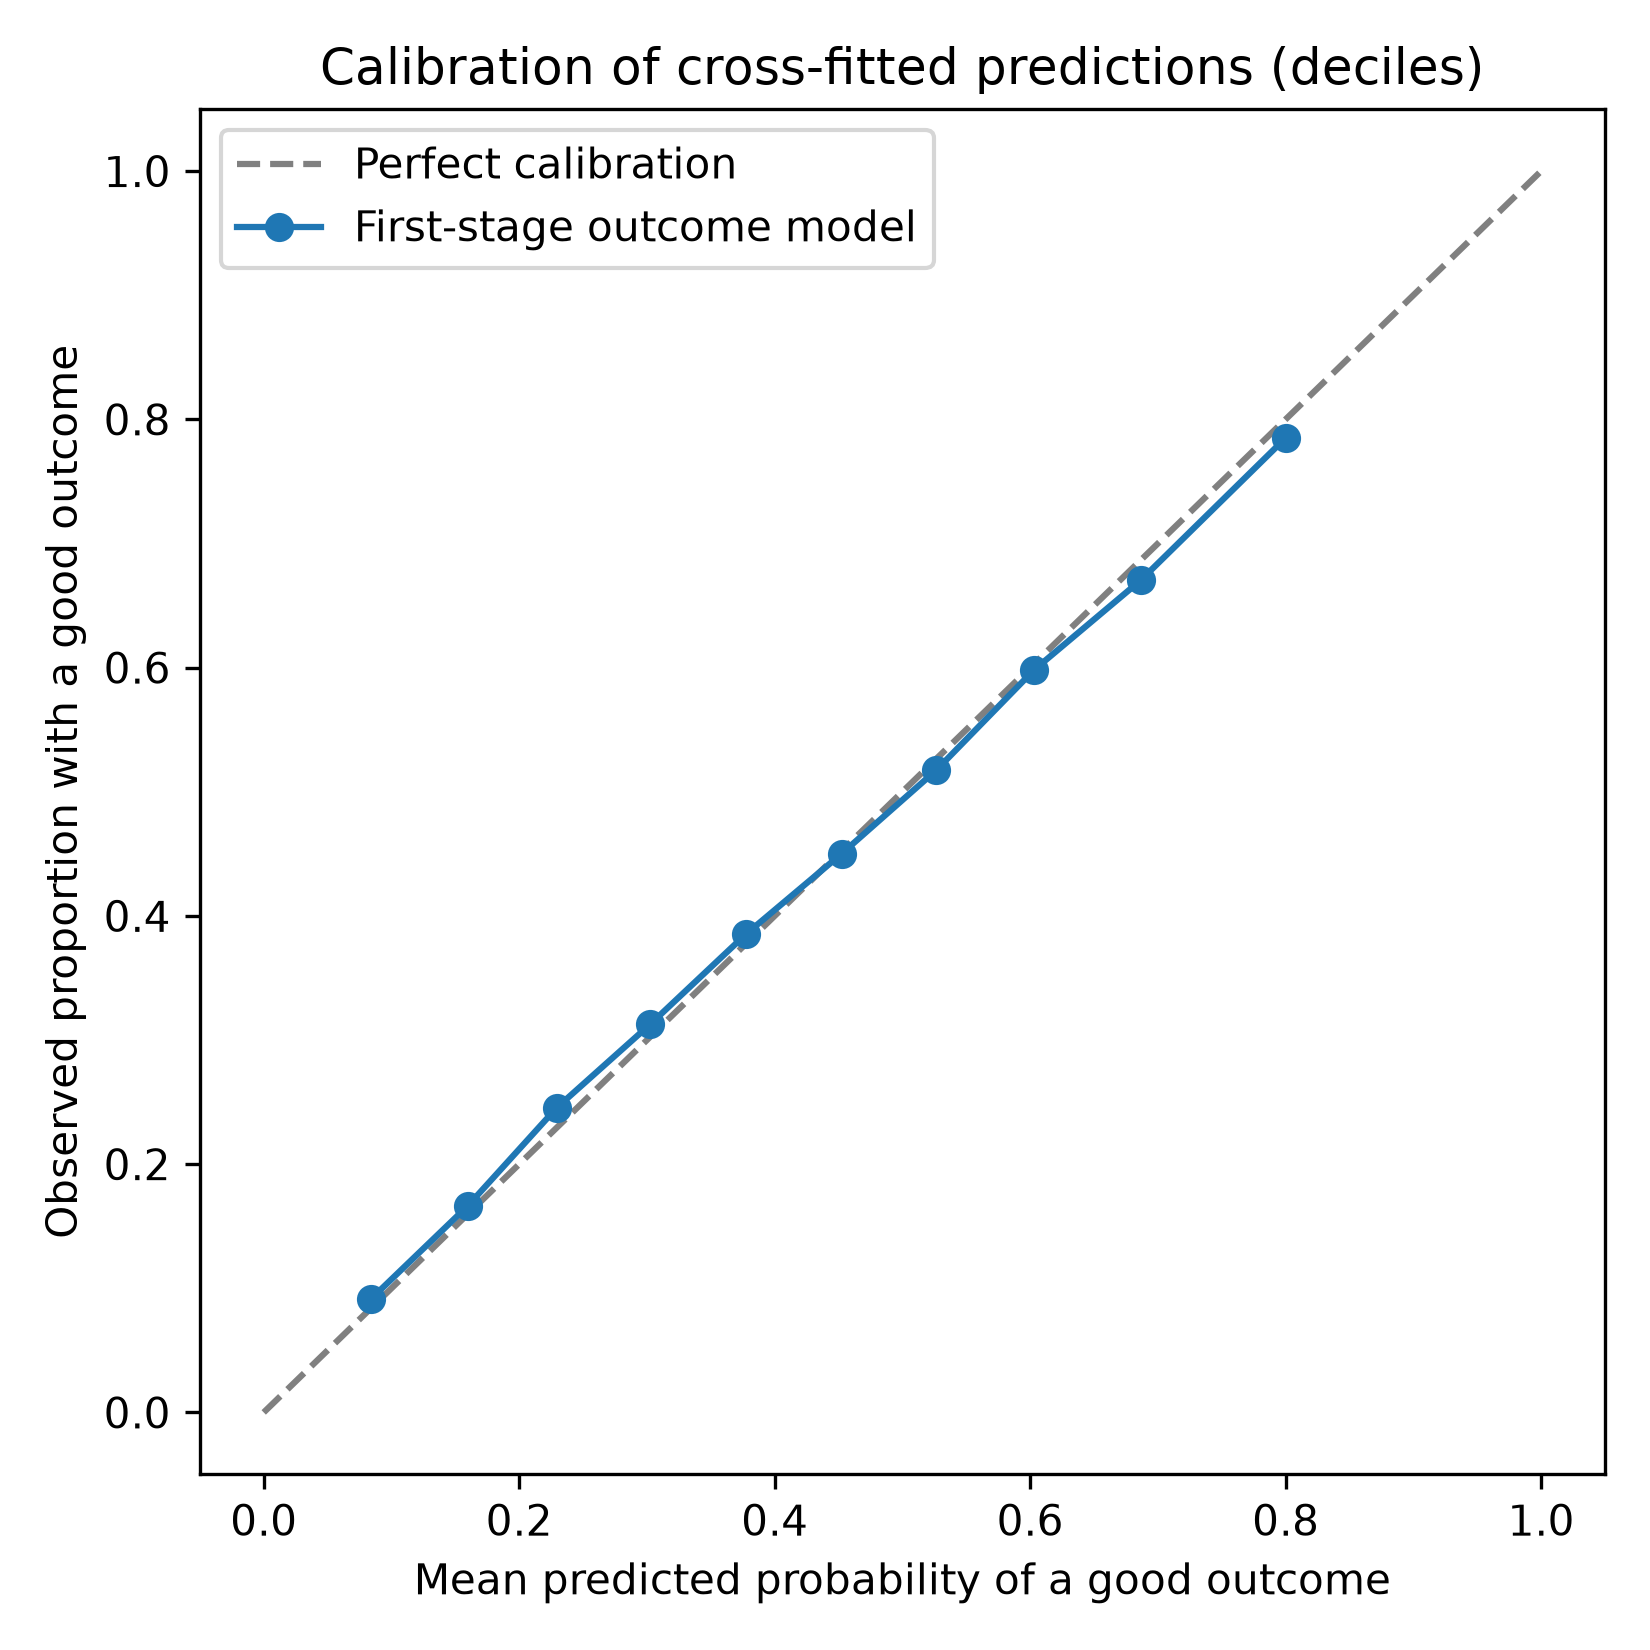 Calibration of cross-fitted predictions (deciles)
Perfect calibration
First-stage outcome model
Observed proportion with a good outcome
1.0
0.8
0.6
0.4
0.2
0.0
0.0 0.2 0.4 0.6 0.8 1.0
Mean predicted probability of a good outcome